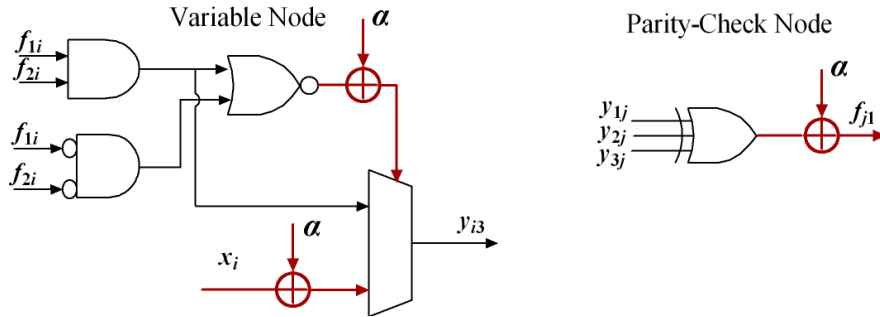 Variable Node
α
f1i
f2i
f1i
f2i
xi
α
yi3
Parity-Check Node
α
y1j
y2j
y3j
fj1